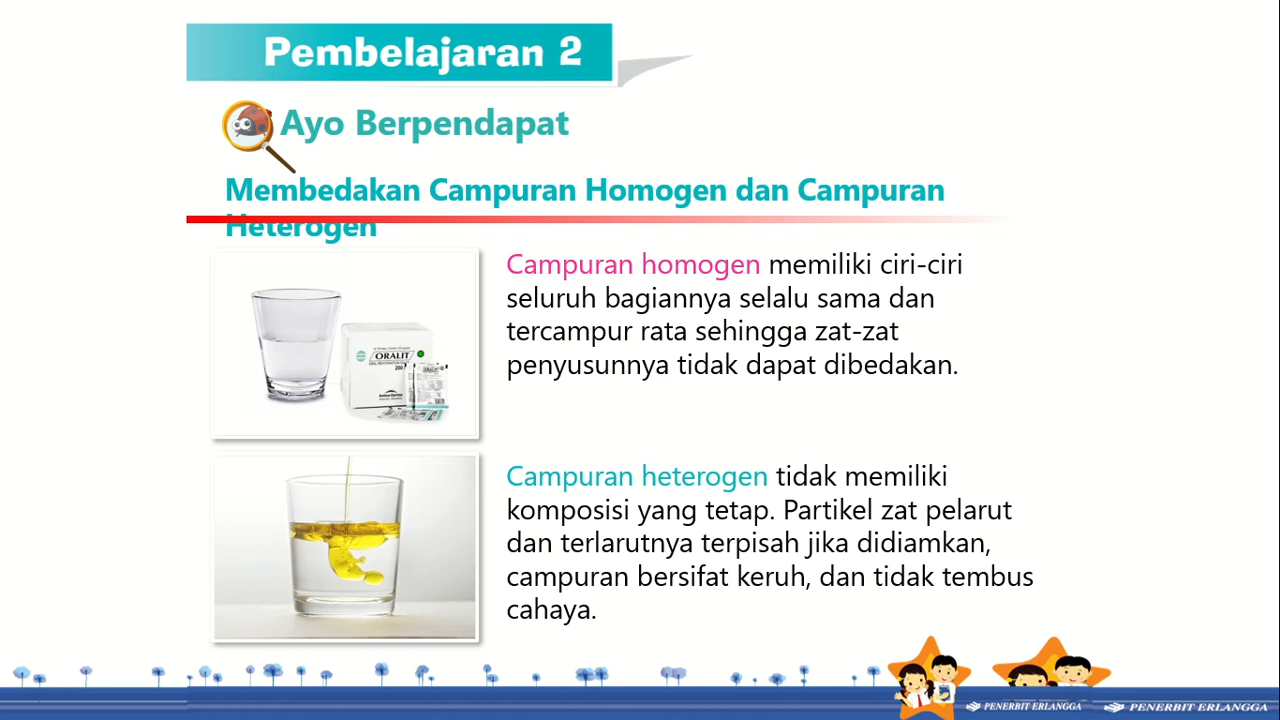 Pembelajaran 2
Ayo Berpendapat
Membedakan Campuran Homogen dan Campuran
Heterogen
Campuran homogen memiliki ciri-ciri
seluruh bagiannya selalu sama dan
tercampur rata sehingga zat-zat
penyusunnya tidak dapat dibedakan.
ORALIT
200
Campuran heterogen tidak memiliki
komposisi yang tetap. Partikel zat pelarut
dan terlarutnya terpisah jika didiamkan,
campuran bersifat keruh, dan tidak tembus
cahaya.
PENERBIT ERLANGGA
PENERBIT ERLANGGA